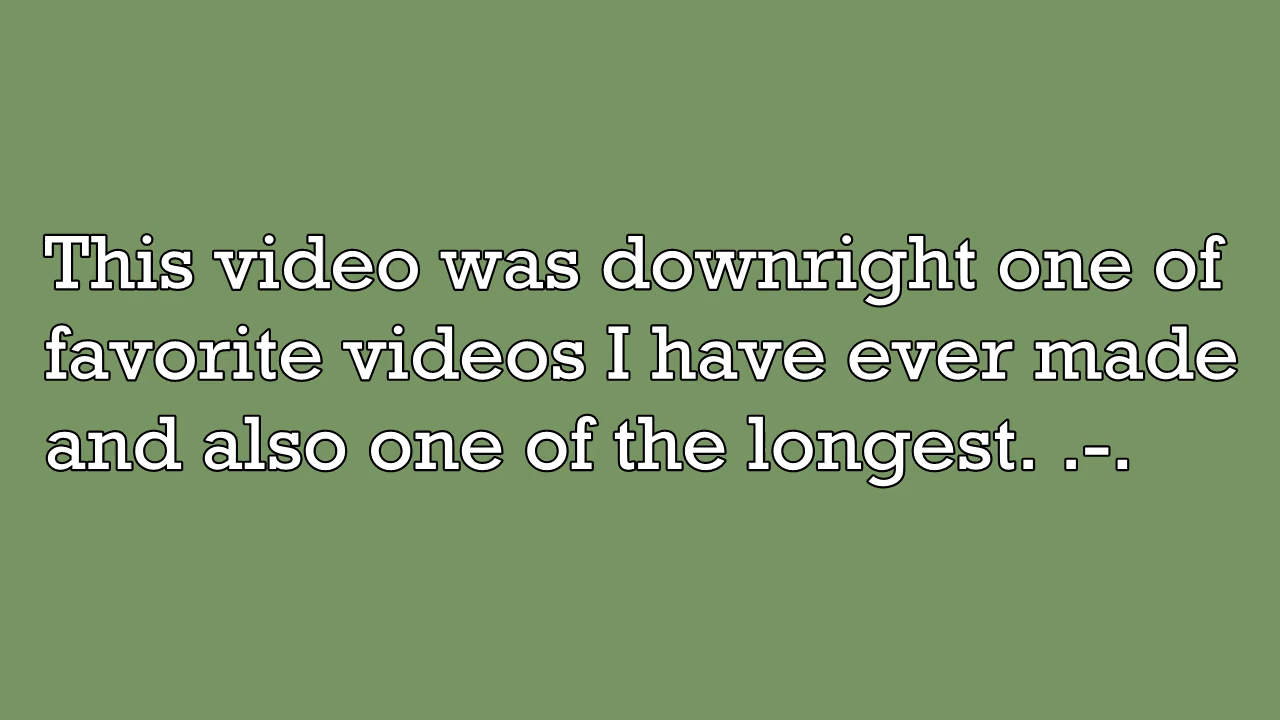 This video was downright one of
favorite videos I have ever made
and also one of the longest. .-.